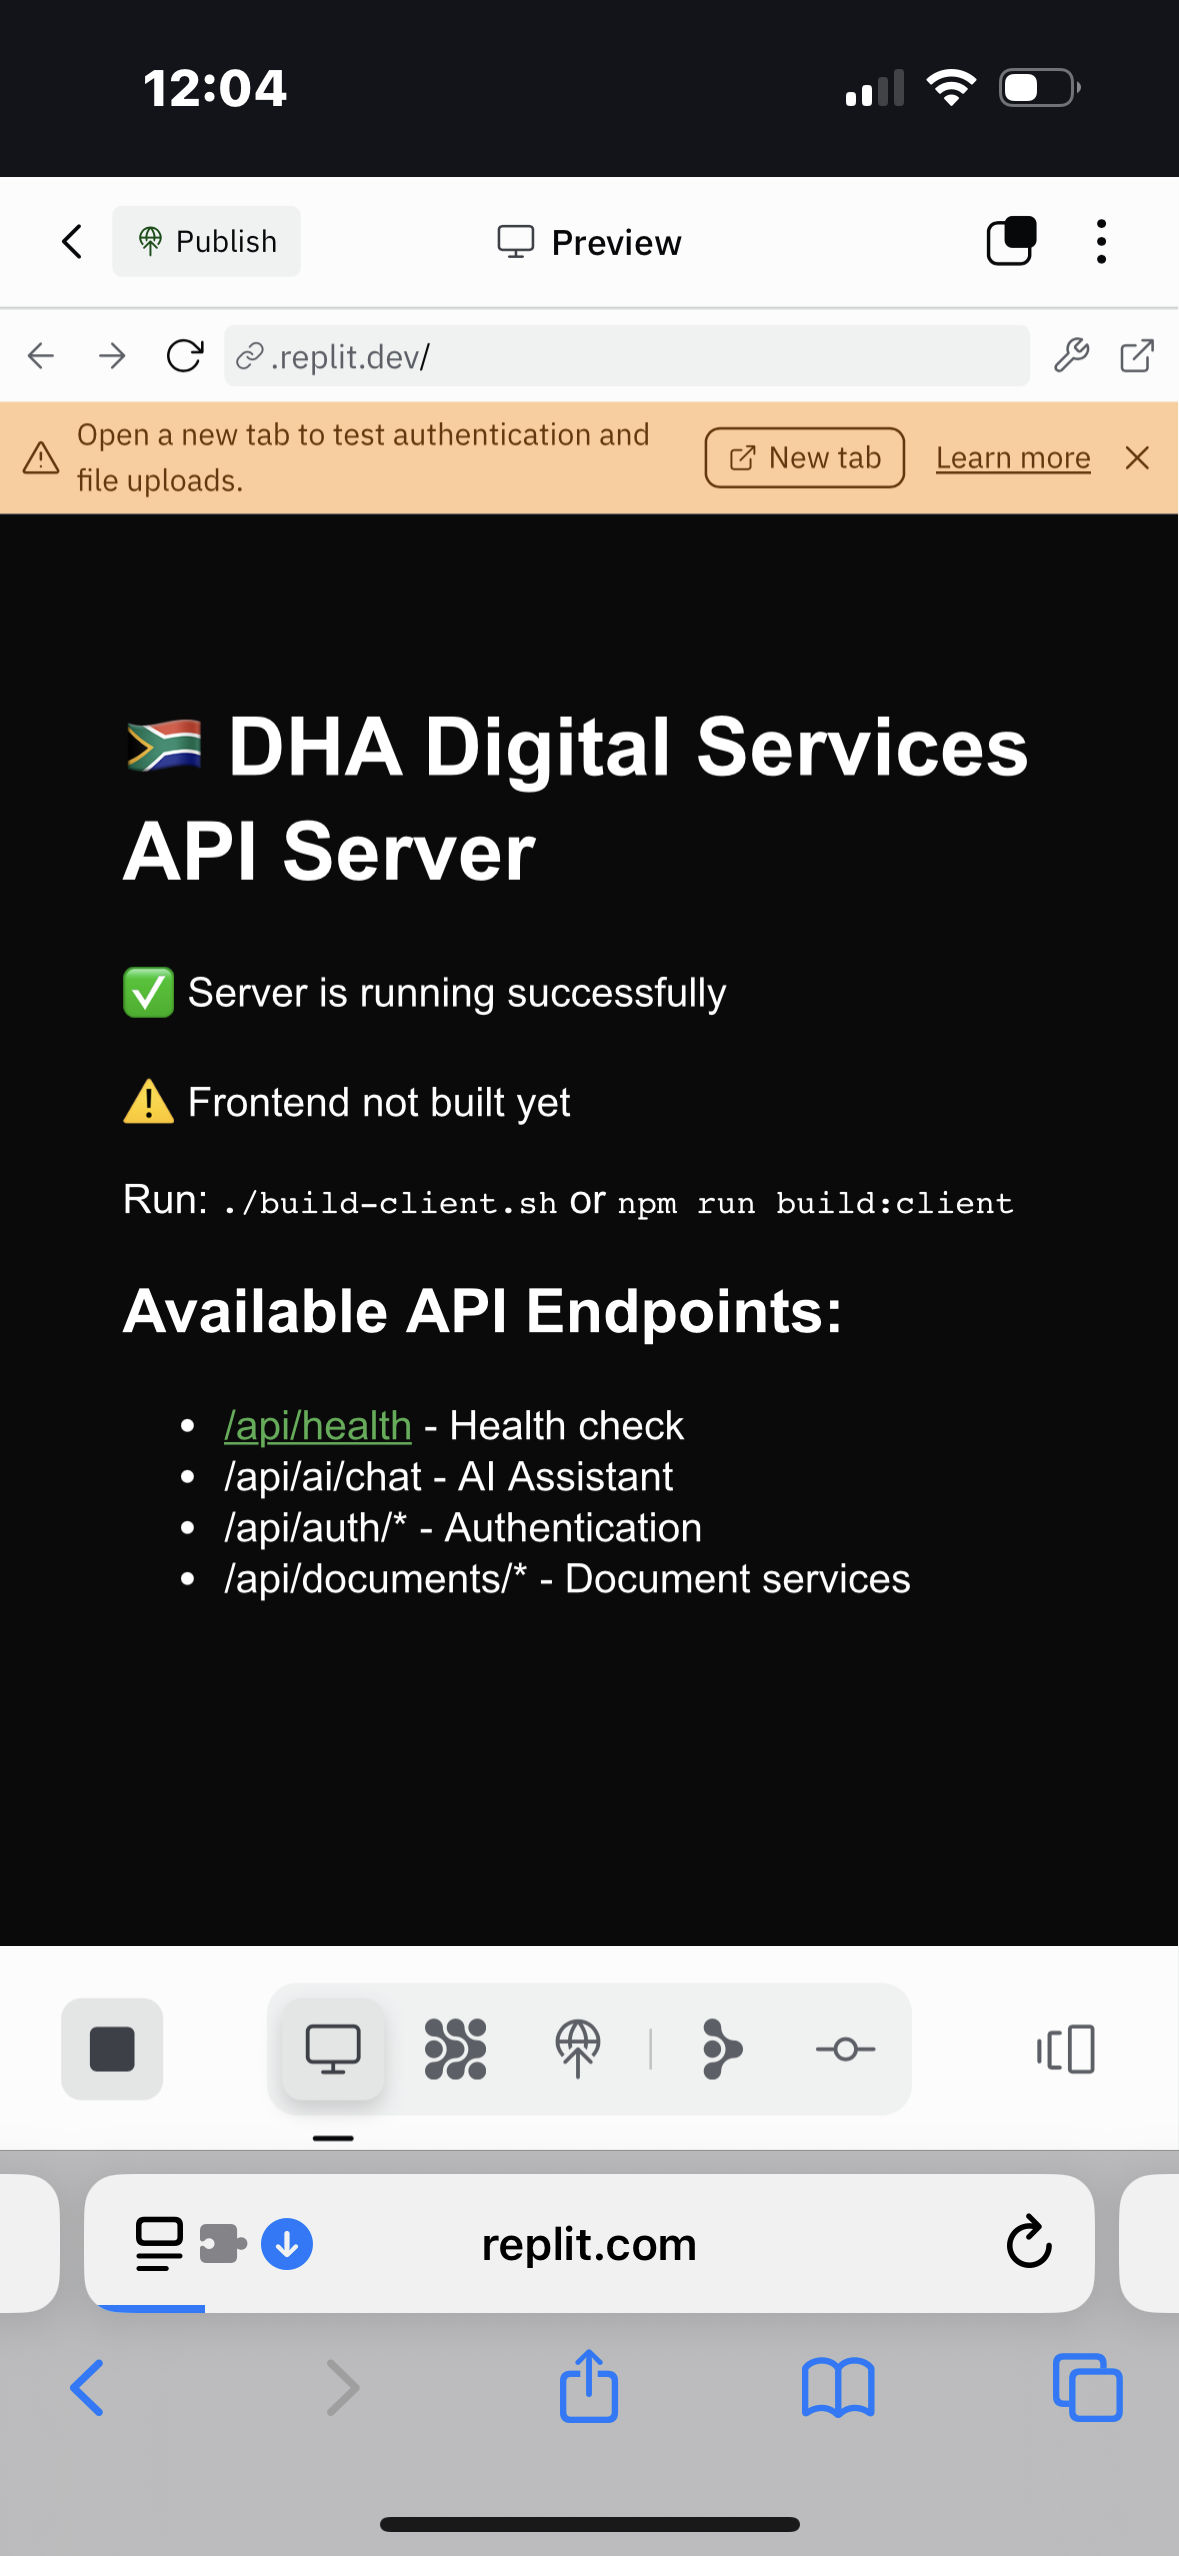 12:04
Publish
Preview
.replit.dev/
Open a new tab to test authentication and
file uploads.
New tab
Learn more
DHA Digital Services
API Server
Server is running successfully
Frontend not built yet
Run: ./build-client.sh or npm run build:client
Available API Endpoints:
/api/health - Health check
/api/ai/chat - AI Assistant
/api/auth/* - Authentication
/api/documents/* - Document services
replit.com